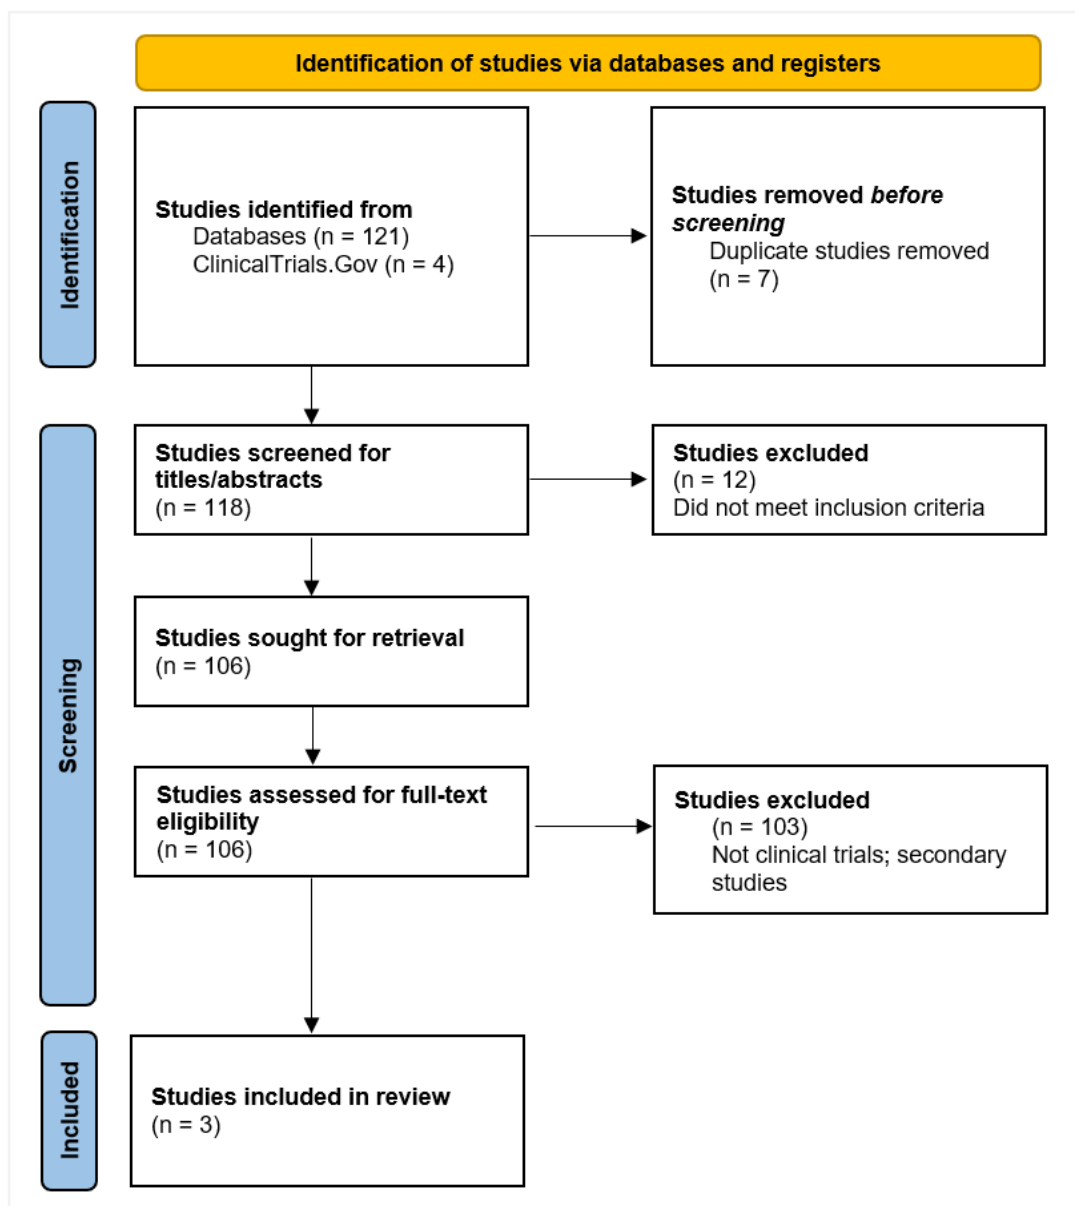 Identification of studies via databases and registers
Identification
Studies identified from
Databases (n = 121)
ClinicalTrials.Gov (n = 4)
Studies removed before
screening
Duplicate studies removed
(n = 7)
Screening
Studies screened for
titles/abstracts
(n = 118)
Studies excluded
(n = 12)
Did not meet inclusion criteria
Studies sought for retrieval
(n = 106)
Studies assessed for full-text
eligibility
(n = 106)
Studies excluded
(n = 103)
Not clinical trials; secondary
studies
Included
Studies included in review
(n = 3)